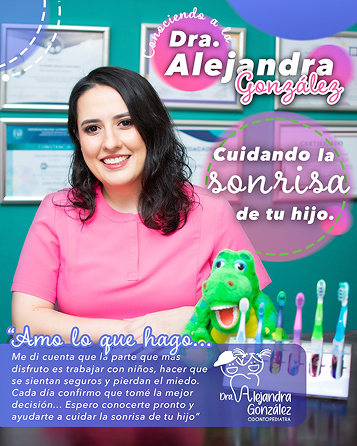 Conociendo a la
Dra.
Alejandra
González
Cuidando la
sonrisa
de tu hijo.
“Amo lo que hago...
Me di cuenta que la parte que más
disfruto es trabajar con niños, hacer que
se sientan seguros y pierdan el miedo.
Cada día confirmo que tomé la mejor
decisión... Espero conocerte pronto y
ayudarte a cuidar la sonrisa de tu hijo”
Dra. Alejandra
González
ODONTOPEDIATRA